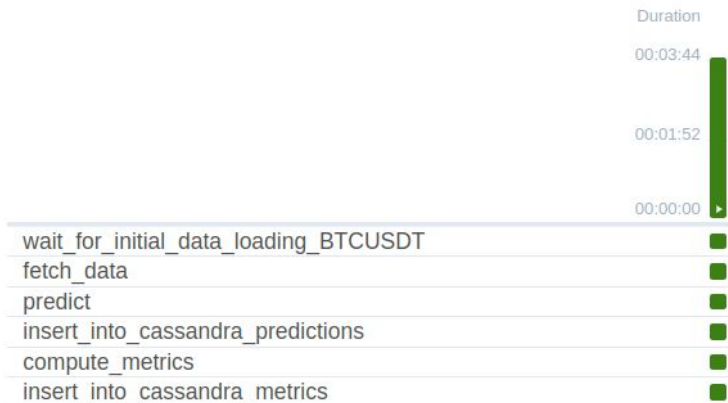 Duration
00:03:44
00:01:52
00:00:00
wait_for_initial_data_loading_BTCUSDT
fetch_data
predict
insert_into_cassandra_predictions
compute_metrics
insert_into_cassandra_metrics